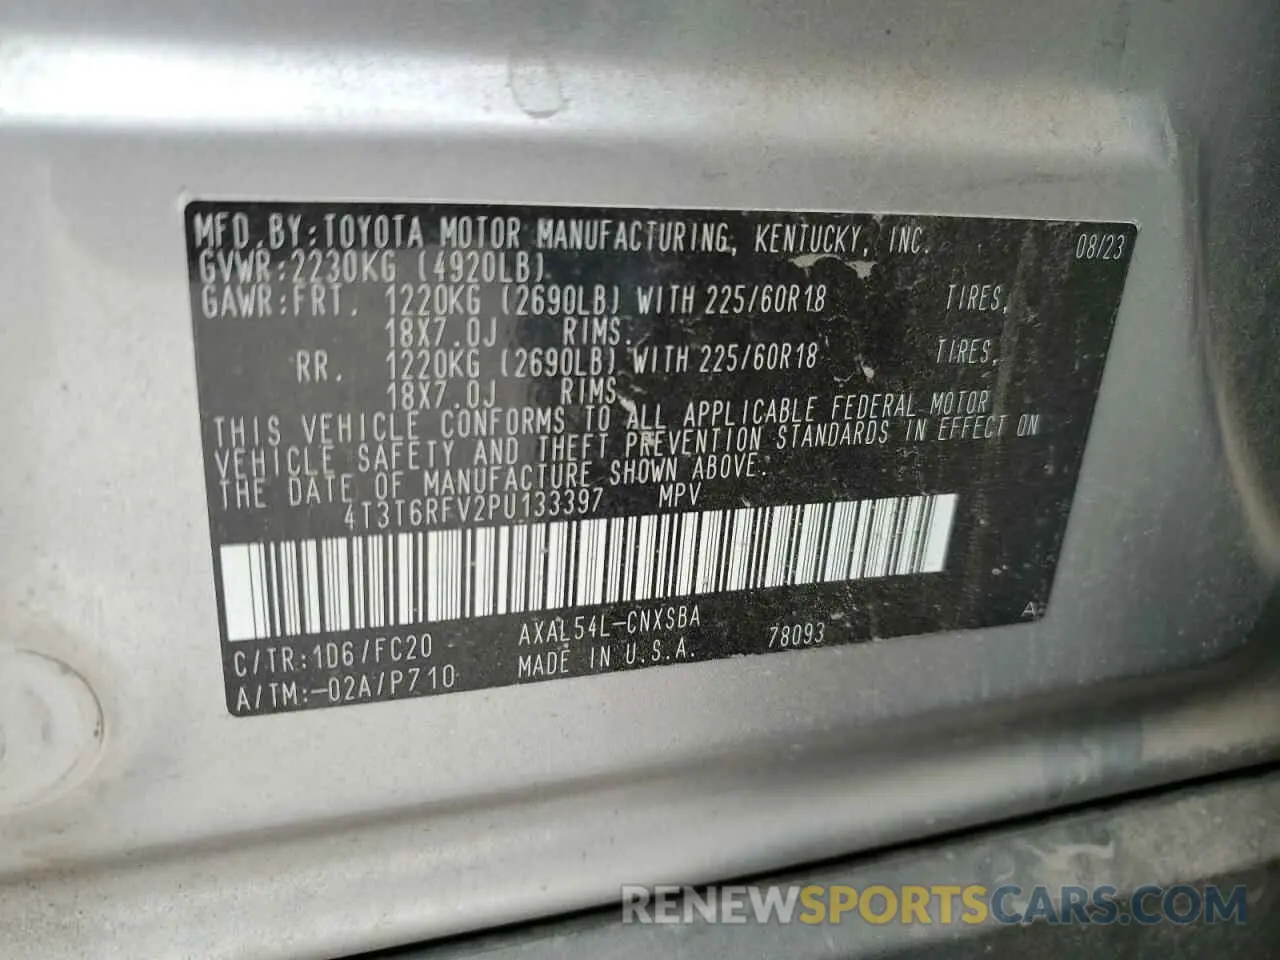 MFD.BY:TOYOTA MOTOR MANUFACTURING, KENTUCKY, INC. 08/23
GVWR:2230KG (4920LB)
GAWR:FRT. 1220KG (2690LB) WITH 225/60R18 TIRES,
18X7.0J RIMS.
RR. 1220KG (2690LB) WITH 225/60R18 TIRES,
18X7.0J RIMS
THIS VEHICLE CONFORMS TO ALL APPLICABLE FEDERAL MOTOR
VEHICLE SAFETY AND THEFT PREVENTION STANDARDS IN EFFECT ON
THE DATE OF MANUFACTURE SHOWN ABOVE.
4T3T6RFV2PU133397 MPV
C/TR:1D6/FC20 AXAL54L-CNXSBA 78093 A
A/TM:-02A/P710 MADE IN U.S.A.
RENEWSPORTSCARS.COM